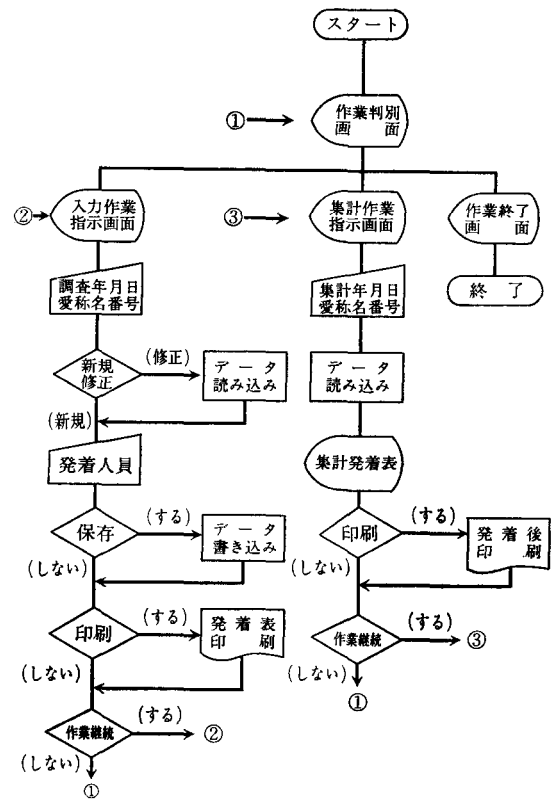 スタート
①
作業判別
画面
②
入力作業
指示画面
③
集計作業
指示画面
作業終了
画面
調査年月日
愛称名番号
集計年月日
愛称名番号
終了
新規
修正
(修正)
データ
読み込み
データ
読み込み
(新規)
発着人員
集計発着表
保存
(する)
データ
書き込み
(しない)
印刷
(する)
発着後
印刷
(しない)
印刷
(する)
発着表
印刷
(しない)
作業継続
(する)
③
(しない)
①
作業継続
(する)
②
(しない)
①